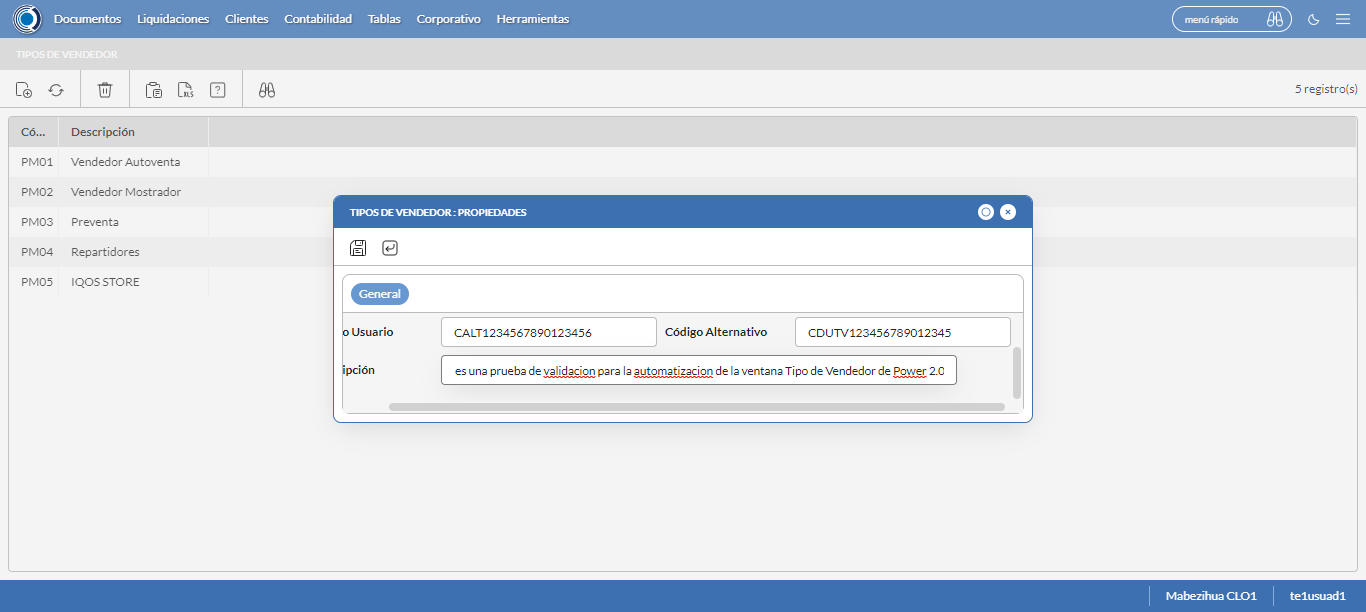 Documentos Liquidaciones Clientes Contabilidad Tablas Corporativo Herramientas menú rápido
TIPOS DE VENDEDOR
XLS ? 5 registro(s)
Có... Descripción
PM01 Vendedor Autoventa
PM02 Vendedor Mostrador
PM03 Preventa
PM04 Repartidores
PM05 IQOS STORE
TIPOS DE VENDEDOR : PROPIEDADES
General
o Usuario CALT1234567890123456 Código Alternativo CDUTV123456789012345
ipción es una prueba de validacion para la automatizacion de la ventana Tipo de Vendedor de Power 2.0
Mabezihua CLO1 te1usuad1